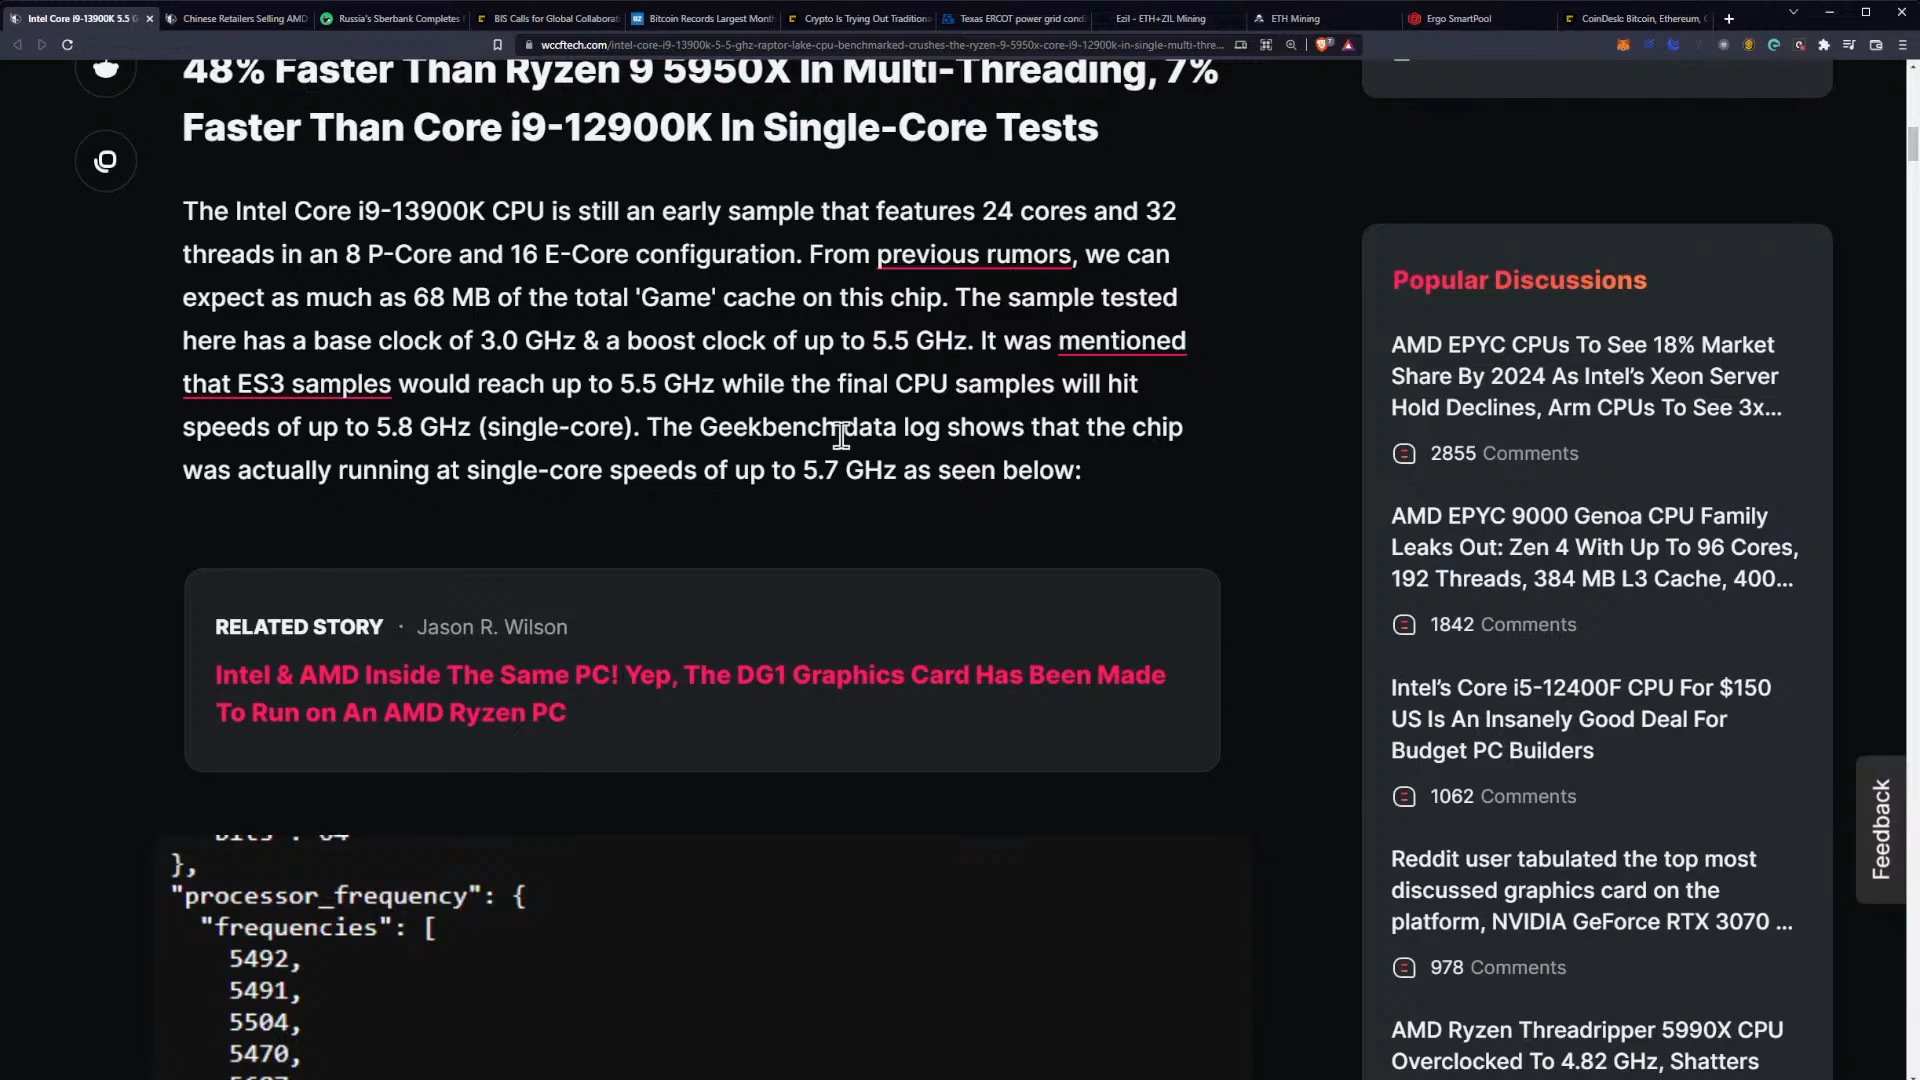 Intel Core i9-13900K 5.5 G
Chinese Retailers Selling AMD
Russia's Sberbank Completes F
BIS Calls for Global Collaborati
Bitcoin Records Largest Month
Crypto Is Trying Out Traditiona
Texas ERCOT power grid condi
Ezil - ETH+ZIL Mining
ETH Mining
Ergo SmartPool
CoinDesk: Bitcoin, Ethereum, C
wccftech.com/intel-core-i9-13900k-5-5-ghz-raptor-lake-cpu-benchmarked-crushes-the-ryzen-9-5950x-core-i9-12900k-in-single-multi-thre...
48% Faster Than Ryzen 9 5950X In Multi-Threading, 7%
Faster Than Core i9-12900K In Single-Core Tests
The Intel Core i9-13900K CPU is still an early sample that features 24 cores and 32
threads in an 8 P-Core and 16 E-Core configuration. From previous rumors, we can
expect as much as 68 MB of the total 'Game' cache on this chip. The sample tested
here has a base clock of 3.0 GHz & a boost clock of up to 5.5 GHz. It was mentioned
that ES3 samples would reach up to 5.5 GHz while the final CPU samples will hit
speeds of up to 5.8 GHz (single-core). The Geekbench data log shows that the chip
was actually running at single-core speeds of up to 5.7 GHz as seen below:
RELATED STORY · Jason R. Wilson
Intel & AMD Inside The Same PC! Yep, The DG1 Graphics Card Has Been Made
To Run on An AMD Ryzen PC
},
"processor_frequency": {
"frequencies": [
5492,
5491,
5504,
5470,
Popular Discussions
AMD EPYC CPUs To See 18% Market
Share By 2024 As Intel's Xeon Server
Hold Declines, Arm CPUs To See 3x...
2855 Comments
AMD EPYC 9000 Genoa CPU Family
Leaks Out: Zen 4 With Up To 96 Cores,
192 Threads, 384 MB L3 Cache, 400...
1842 Comments
Intel's Core i5-12400F CPU For $150
US Is An Insanely Good Deal For
Budget PC Builders
1062 Comments
Reddit user tabulated the top most
discussed graphics card on the
platform, NVIDIA GeForce RTX 3070 ...
978 Comments
AMD Ryzen Threadripper 5990X CPU
Overclocked To 4.82 GHz, Shatters
Feedback